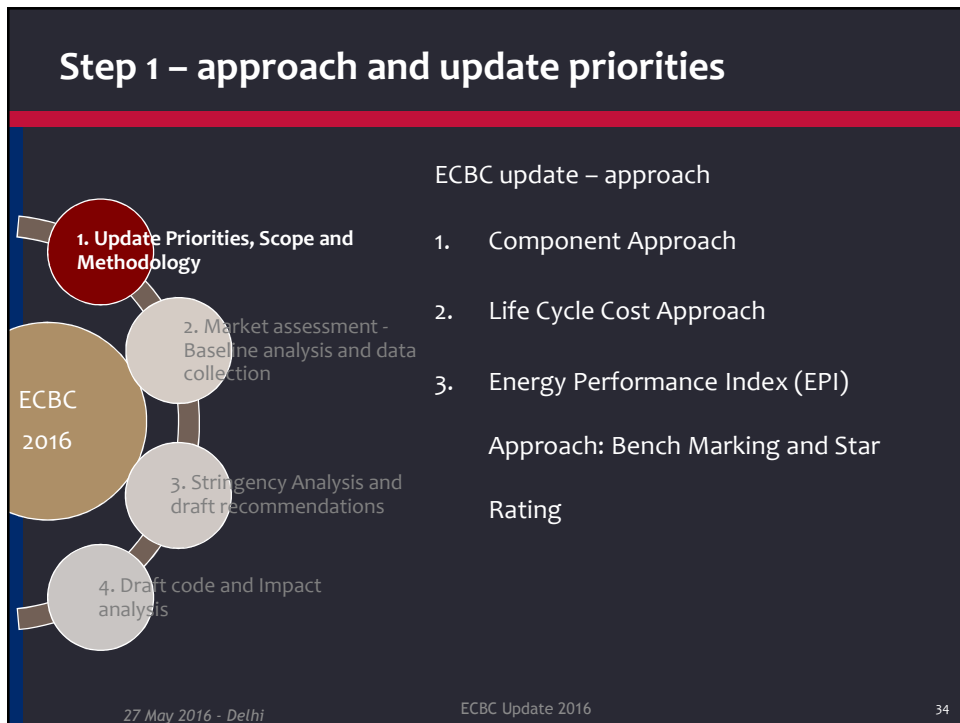 Step 1 – approach and update priorities
1. Update Priorities, Scope and
Methodology
2. Market assessment -
Baseline analysis and data
collection
ECBC
2016
3. Stringency Analysis and
draft recommendations
4. Draft code and Impact
analysis
ECBC update – approach
1. Component Approach
2. Life Cycle Cost Approach
3. Energy Performance Index (EPI)
Approach: Bench Marking and Star
Rating
27 May 2016 - Delhi
ECBC Update 2016
34